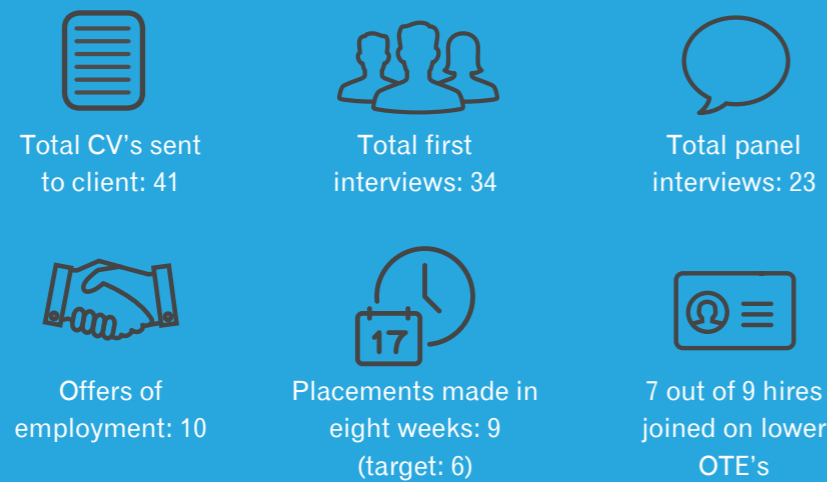 Total CV's sent
to client: 41
Total first
interviews: 34
Total panel
interviews: 23
Offers of
employment: 10
17
Placements made in
eight weeks: 9
(target: 6)
7 out of 9 hires
joined on lower
OTE's